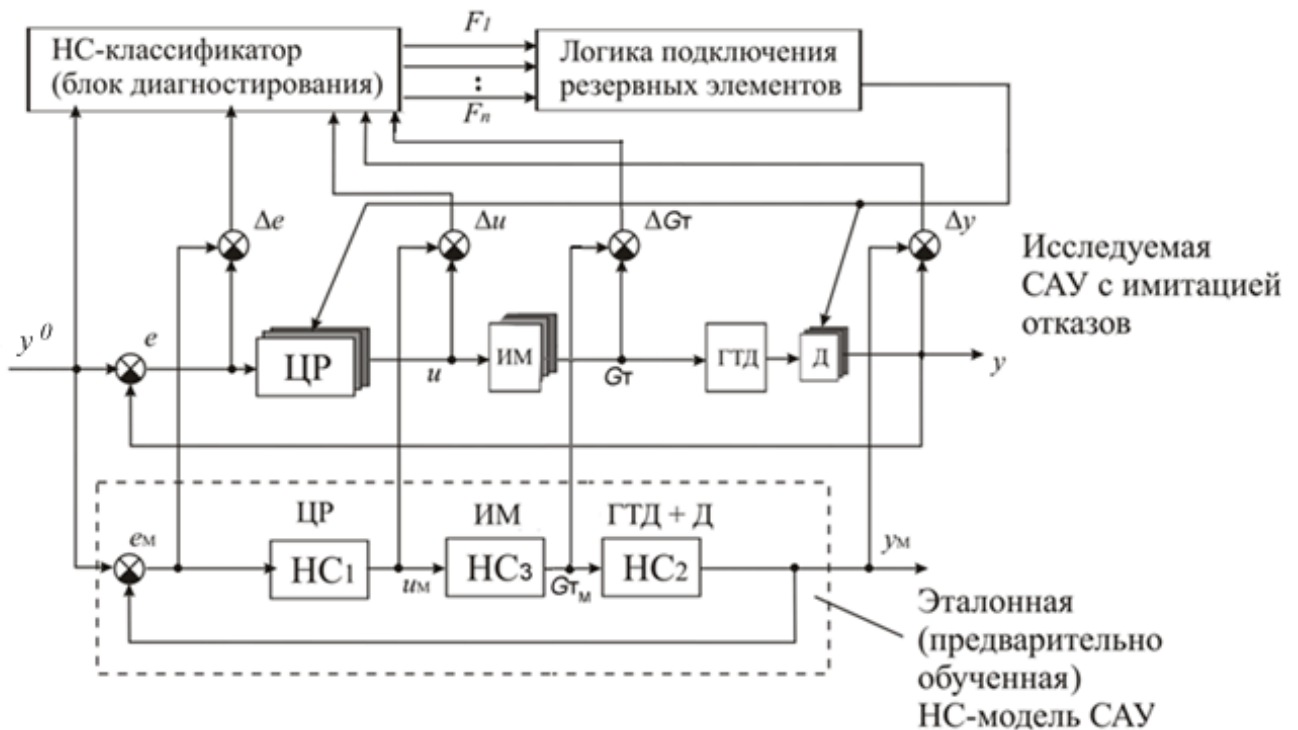 НС-классификатор
(блок диагностирования)
F1
:
Fn
Логика подключения
резервных элементов
Δe
Δu
ΔGт
Δy
Исследуемая
САУ с имитацией
отказов
y0
e
ЦР
u
ИМ
Gт
ГТД
Д
y
ЦР
ИМ
ГТД + Д
eм
НС1
uм
НС3
GтМ
НС2
yм
Эталонная
(предварительно
обученная)
НС-модель САУ